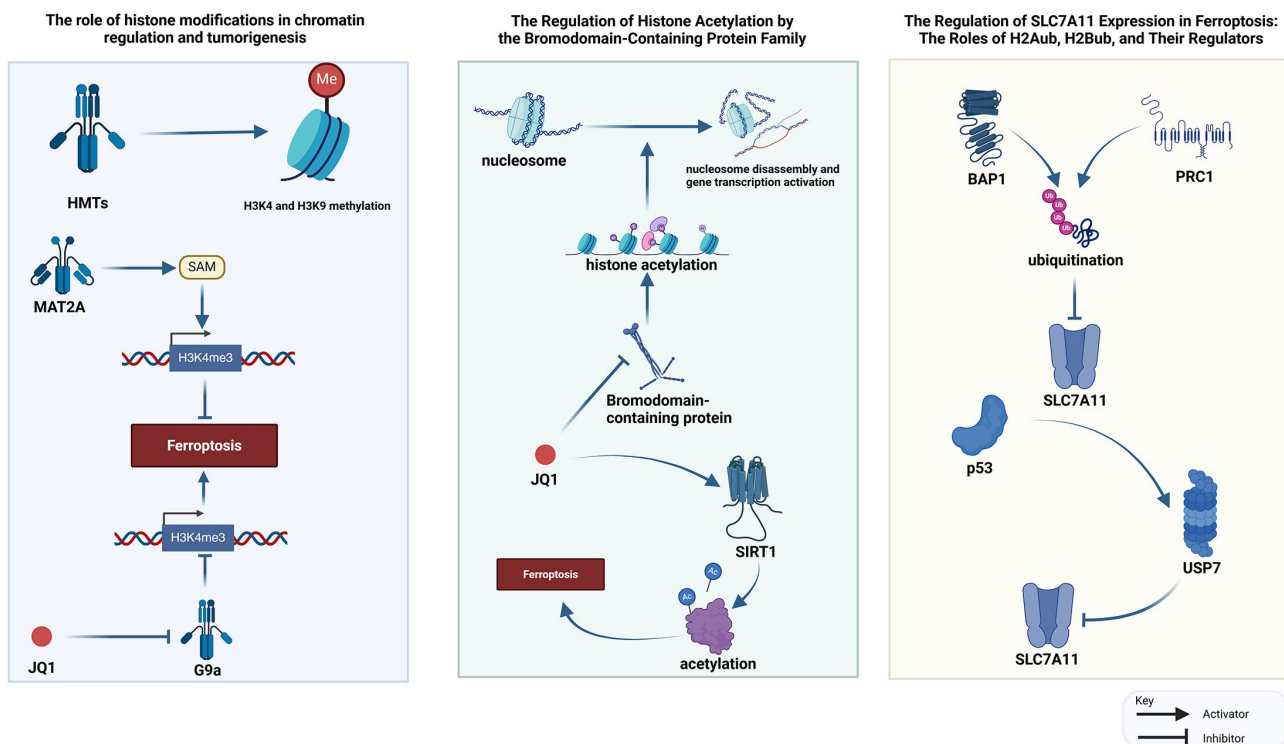 The role of histone modifications in chromatin
regulation and tumorigenesis
Me
HMTs
H3K4 and H3K9 methylation
MAT2A
SAM
H3K4me3
Ferroptosis
H3K4me3
JQ1
G9a
The Regulation of Histone Acetylation by
the Bromodomain-Containing Protein Family
nucleosome
nucleosome disassembly and
gene transcription activation
histone acetylation
Bromodomain-
containing protein
JQ1
SIRT1
Ferroptosis
Ac
Ac
acetylation
The Regulation of SLC7A11 Expression in Ferroptosis:
The Roles of H2Aub, H2Bub, and Their Regulators
BAP1
PRC1
Ub
Ub
Ub
Ub
ubiquitination
SLC7A11
p53
USP7
SLC7A11
Key
Activator
Inhibitor